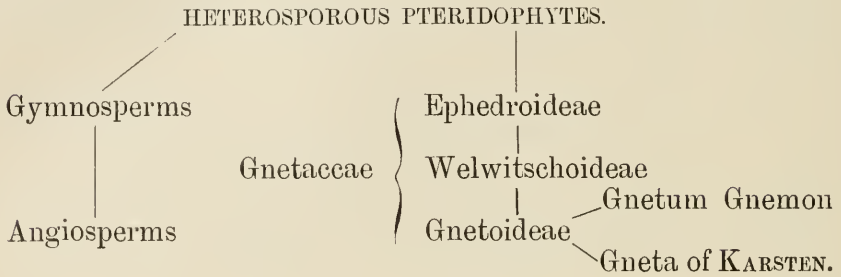 HETEROSPOROUS PTERIDOPHYTES.
Gymnosperms
Ephedroideae
Gnetaccae
Welwitschoideae
Gnetum Gnemon
Angiosperms
Gnetoideae
Gneta of KARSTEN.